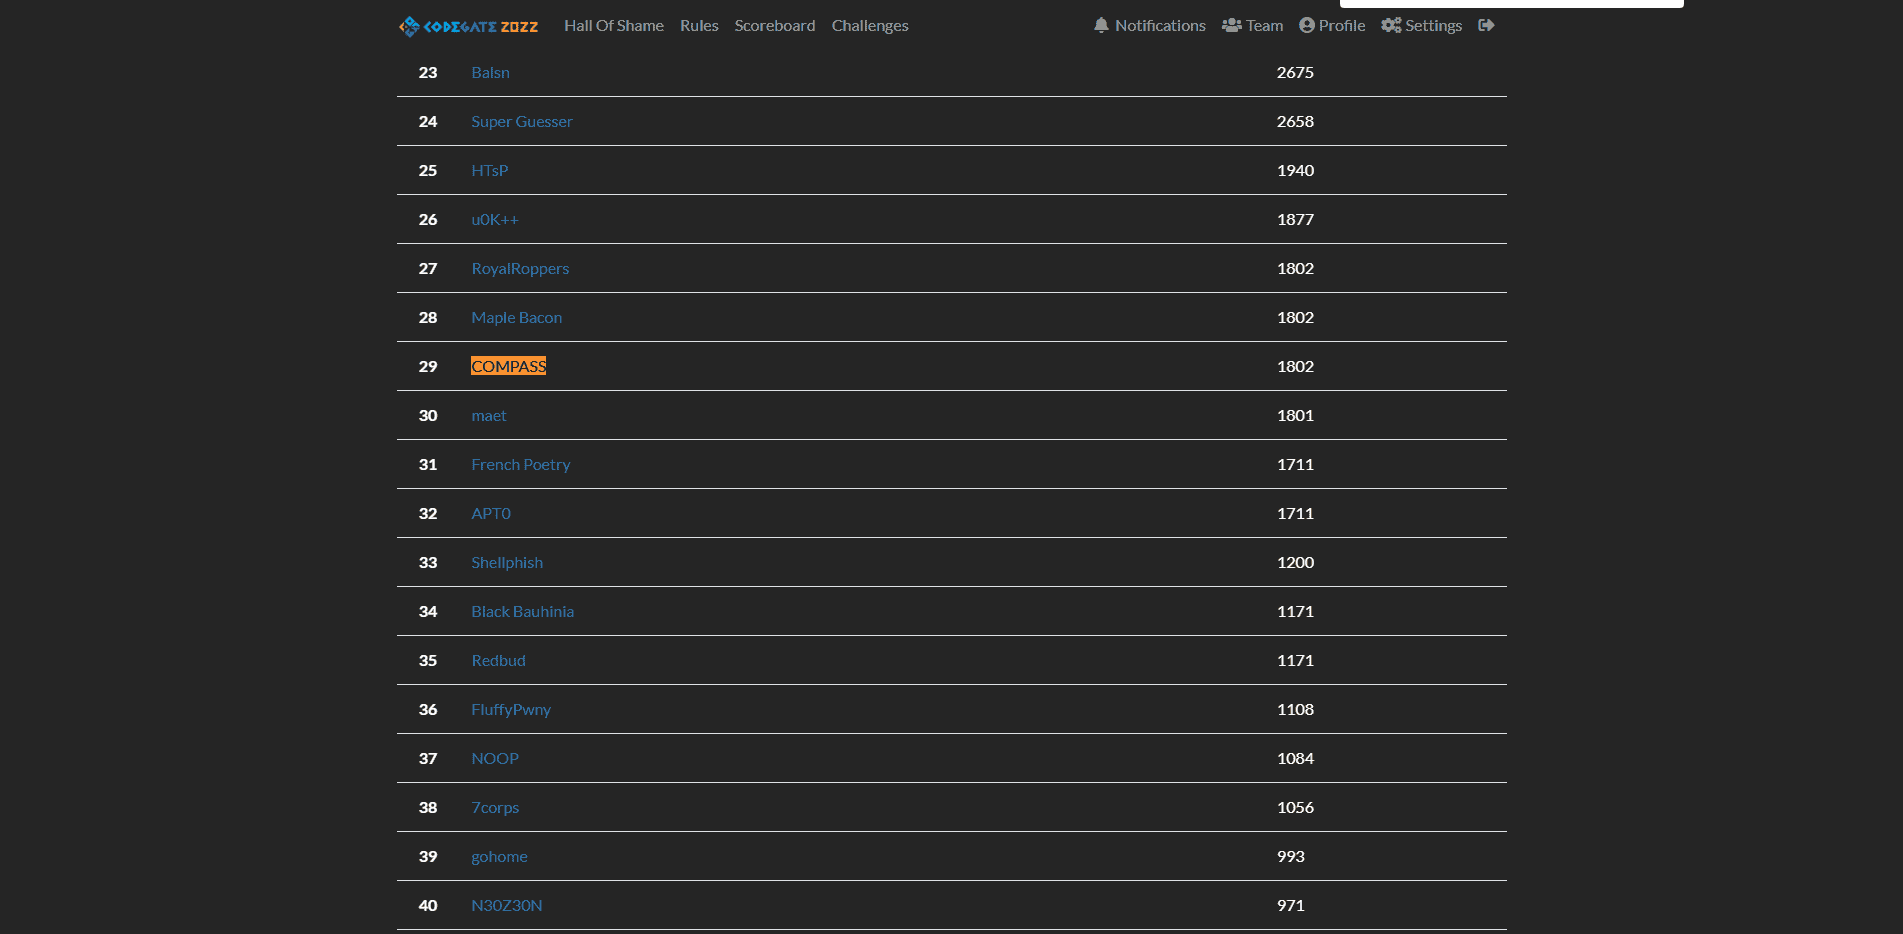 CODEGATE 2022 Hall Of Shame Rules Scoreboard Challenges Notifications Team Profile Settings
23 Balsn 2675
24 Super Guesser 2658
25 HTsP 1940
26 u0K++ 1877
27 RoyalRoppers 1802
28 Maple Bacon 1802
29 COMPASS 1802
30 maet 1801
31 French Poetry 1711
32 APT0 1711
33 Shellphish 1200
34 Black Bauhinia 1171
35 Redbud 1171
36 FluffyPwny 1108
37 NOOP 1084
38 7corps 1056
39 gohome 993
40 N30Z30N 971